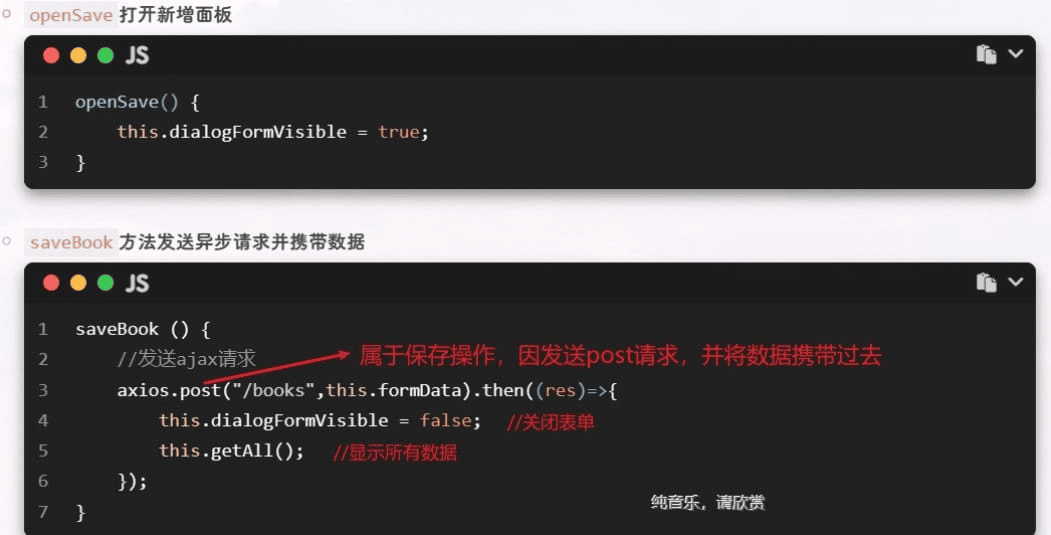 openSave 打开新增面板
JS
1 openSave() {
2 this.dialogFormVisible = true;
3 }
saveBook 方法发送异步请求并携带数据
JS
1 saveBook () {
2 //发送ajax请求 属于保存操作，因发送post请求，并将数据携带过去
3 axios.post("/books",this.formData).then((res)=>{
4 this.dialogFormVisible = false; //关闭表单
5 this.getAll(); //显示所有数据
6 });
纯音乐，请欣赏
7 }